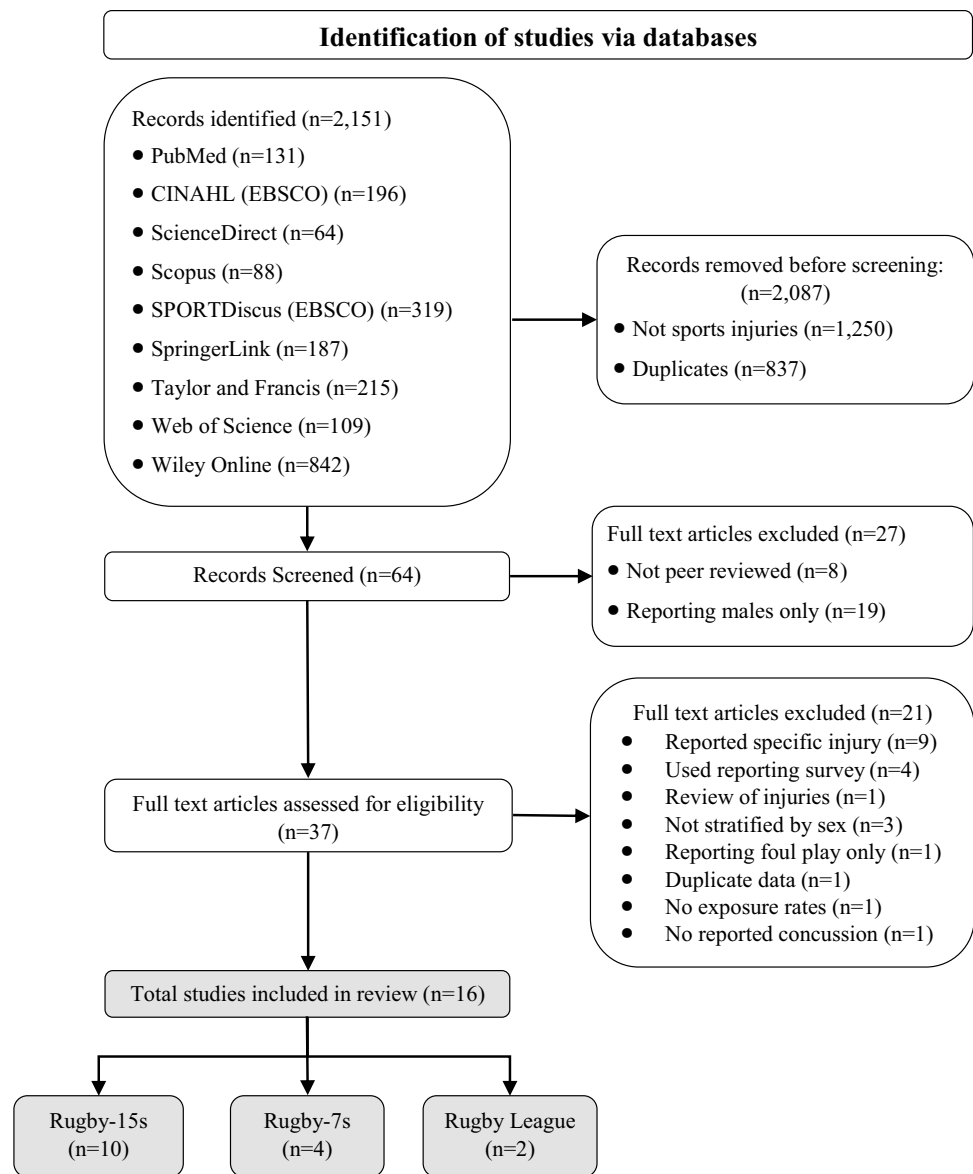 Identification of studies via databases
Records identified (n=2,151)
● PubMed (n=131)
● CINAHL (EBSCO) (n=196)
● ScienceDirect (n=64)
● Scopus (n=88)
● SPORTDiscus (EBSCO) (n=319)
● SpringerLink (n=187)
● Taylor and Francis (n=215)
● Web of Science (n=109)
● Wiley Online (n=842)
Records removed before screening:
(n=2,087)
● Not sports injuries (n=1,250)
● Duplicates (n=837)
Records Screened (n=64)
Full text articles excluded (n=27)
● Not peer reviewed (n=8)
● Reporting males only (n=19)
Full text articles assessed for eligibility
(n=37)
Full text articles excluded (n=21)
● Reported specific injury (n=9)
● Used reporting survey (n=4)
● Review of injuries (n=1)
● Not stratified by sex (n=3)
● Reporting foul play only (n=1)
● Duplicate data (n=1)
● No exposure rates (n=1)
● No reported concussion (n=1)
Total studies included in review (n=16)
Rugby-15s
(n=10)
Rugby-7s
(n=4)
Rugby League
(n=2)